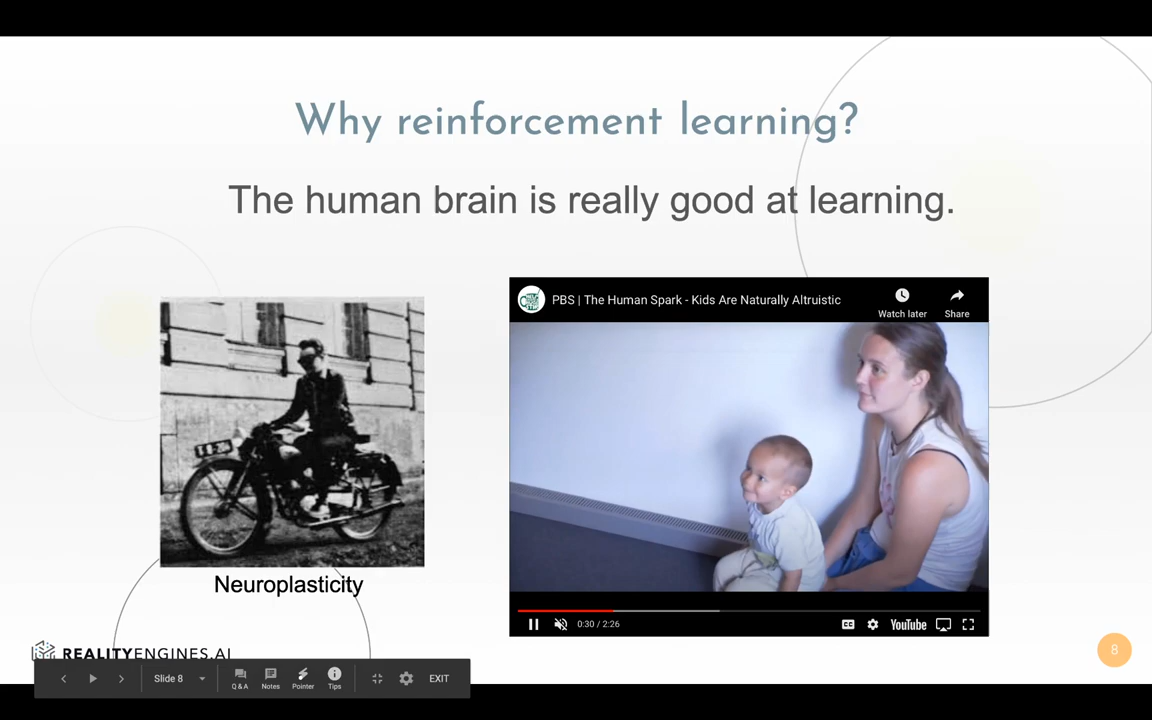 Why reinforcement learning?
The human brain is really good at learning.
PBS | The Human Spark - Kids Are Naturally Altruistic
Watch later
Share
Neuroplasticity
0:30 / 2:26
CC
YouTube
8
REALITYENGINES.AI
Slide 8
Q & A
Notes
Pointer
Tips
EXIT